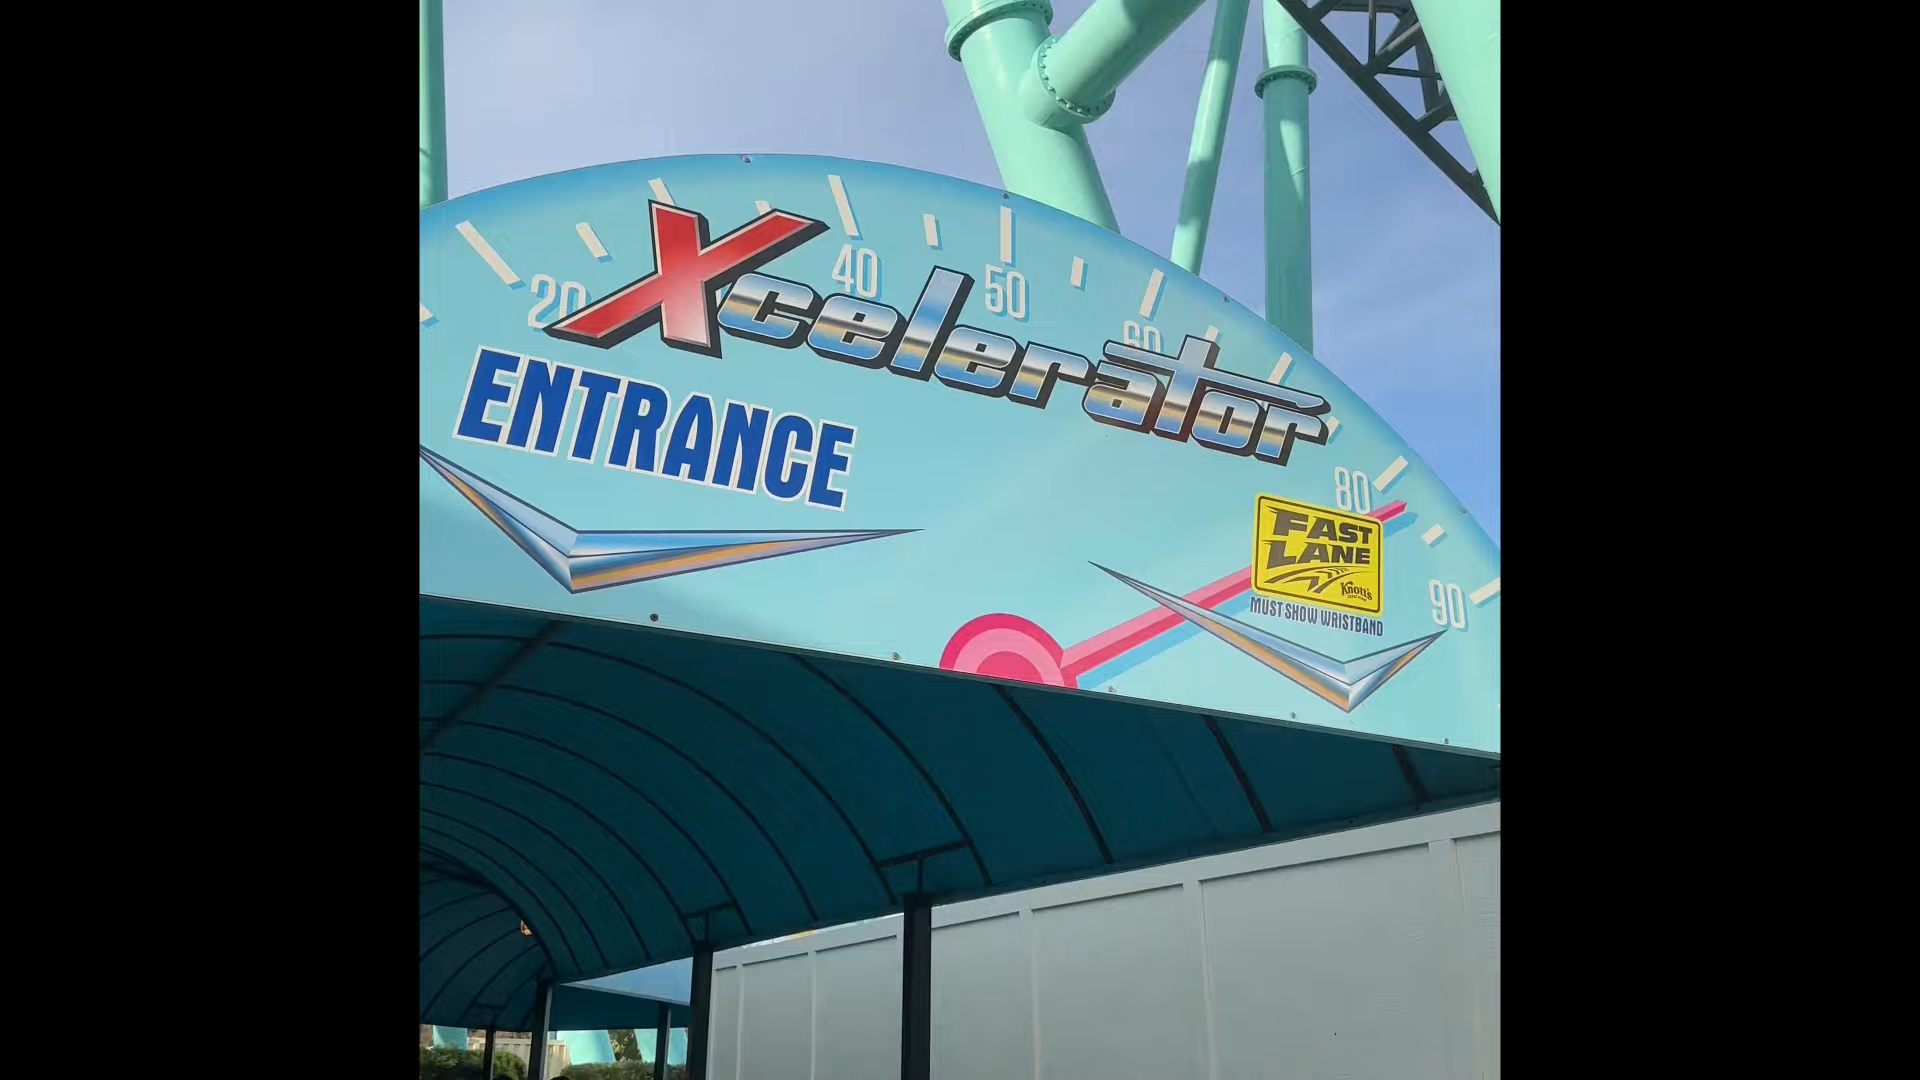 20 40 50 60 80 90
Xcelerator
ENTRANCE
FAST
LANE
Knott's
MUST SHOW WRISTBAND